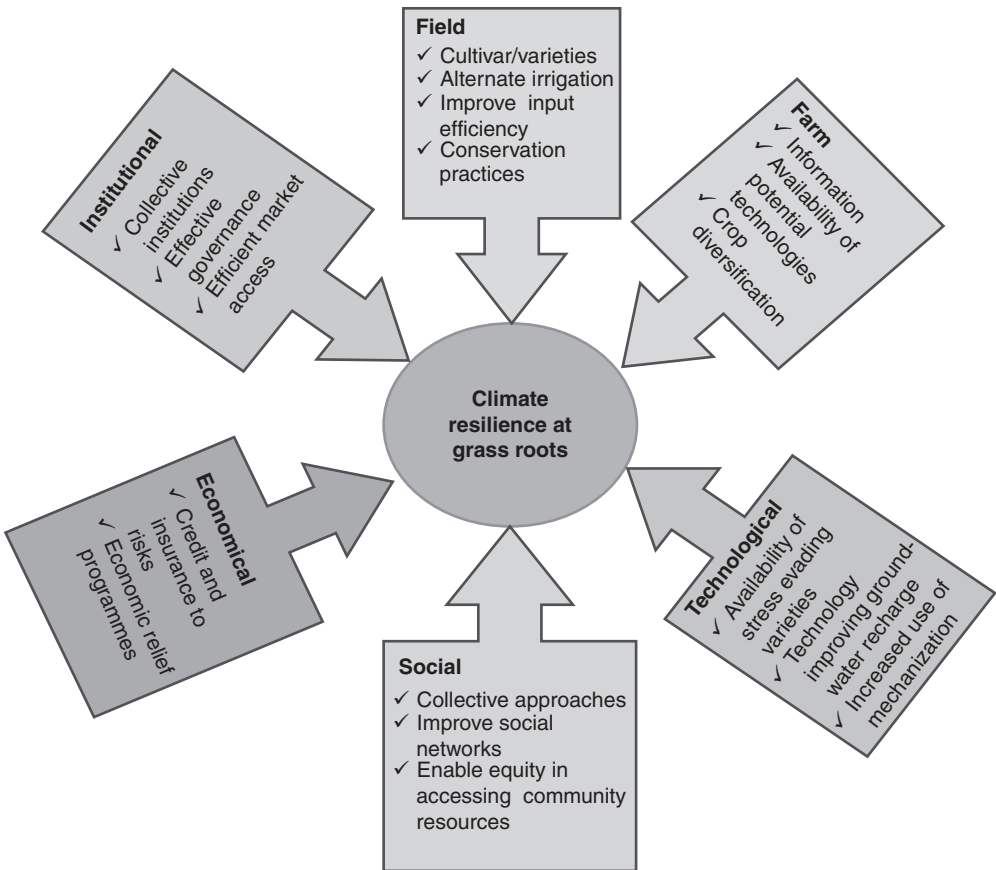 Field
✓ Cultivar/varieties
✓ Alternate irrigation
✓ Improve input
efficiency
✓ Conservation
practices
Farm
✓ Information
✓ Availability of
potential
technologies
✓ Crop
diversification
Technological
✓ Availability of
stress evading
varieties
✓ Technology
improving ground-
water recharge
✓ Increased use of
mechanization
Social
✓ Collective approaches
✓ Improve social
networks
✓ Enable equity in
accessing community
resources
Economical
✓ Credit and
insurance to
risks
✓ Economic relief
programmes
Institutional
✓ Collective
institutions
✓ Effective
governance
✓ Efficient market
access
Climate
resilience at
grass roots